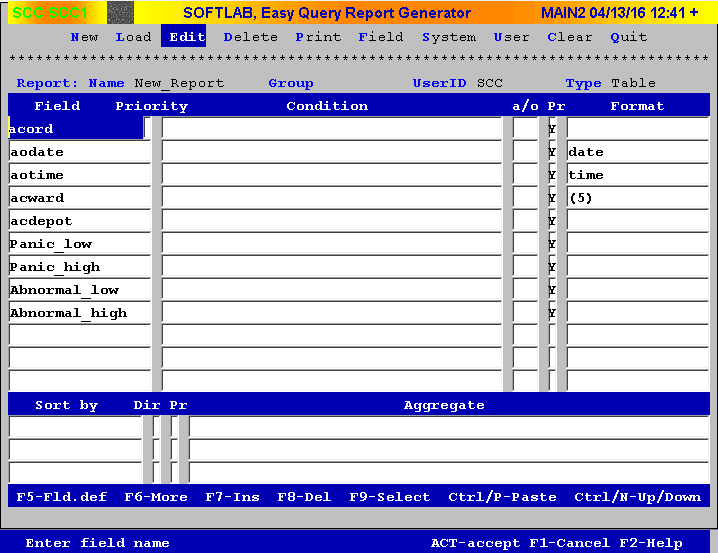 SCC SCC1 SOFTLAB, Easy Query Report Generator MAIN2 04/13/16 12:41 +
New Load Edit Delete Print Field System User Clear Quit
******************************************************************************
Report: Name New_Report Group UserID SCC Type Table
Field Priority Condition a/o Pr Format
acord Y
aodate Y date
aotime Y time
acward Y (5)
acdepot Y
Panic_low Y
Panic_high Y
Abnormal_low Y
Abnormal_high Y
Sort by Dir Pr Aggregate
F5-Fld.def F6-More F7-Ins F8-Del F9-Select Ctrl/P-Paste Ctrl/N-Up/Down
Enter field name ACT-accept F1-Cancel F2-Help